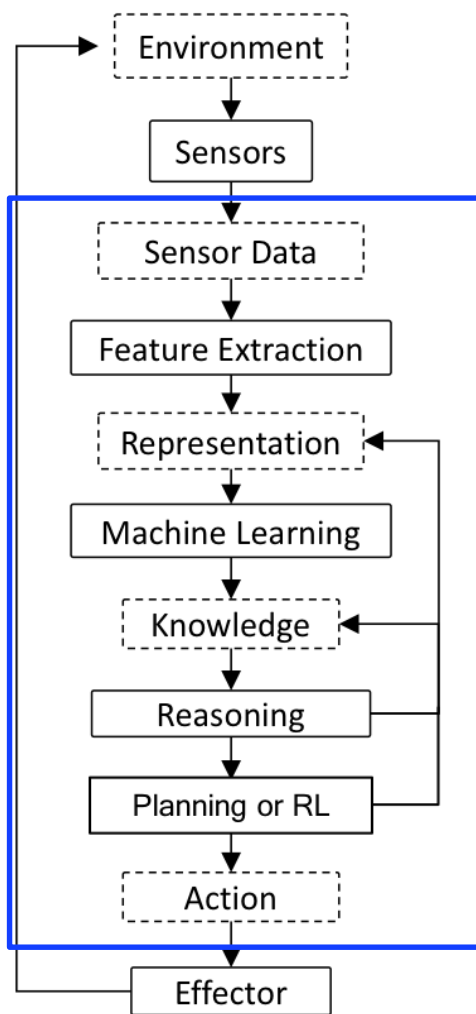 Environment
Sensors
Sensor Data
Feature Extraction
Representation
Machine Learning
Knowledge
Reasoning
Planning or RL
Action
Effector